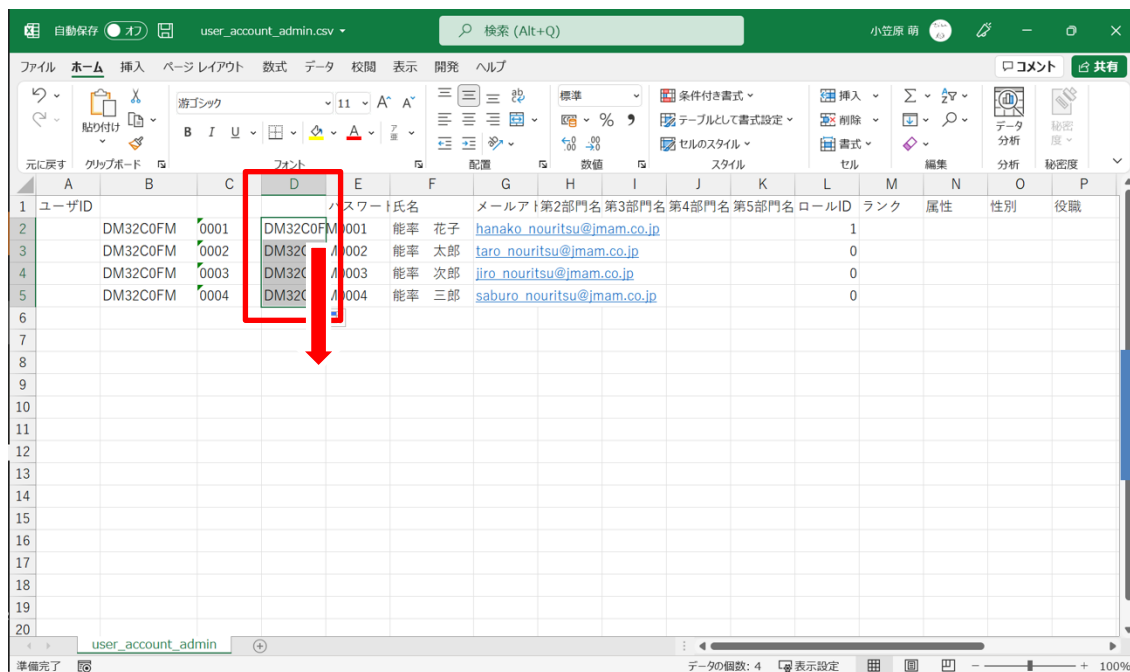 自動保存 オフ user_account_admin.csv 検索 (Alt+Q) 小笠原 萌
ファイル ホーム 挿入 ページ レイアウト 数式 データ 校閲 表示 開発 ヘルプ コメント 共有
貼り付け 游ゴシック 11 A A 標準 条件付き書式 挿入
B I U A % テーブルとして書式設定 削除 データ分析 秘密度
セルのスタイル 書式
元に戻す クリップボード フォント 配置 数値 スタイル セル 編集 分析 秘密度
A B C D E F G H I J K L M N O P
1 ユーザID パスワート 氏名 メールアト 第2部門名 第3部門名 第4部門名 第5部門名 ロールID ランク 属性 性別 役職
2 DM32C0FM 0001 DM32C0FM0001 能率 花子 hanako_nouritsu@jmam.co.jp 1
3 DM32C0FM 0002 DM32C 0002 能率 太郎 taro_nouritsu@jmam.co.jp 0
4 DM32C0FM 0003 DM32C 0003 能率 次郎 jiro_nouritsu@jmam.co.jp 0
5 DM32C0FM 0004 DM32C 0004 能率 三郎 saburo_nouritsu@jmam.co.jp 0
6
7
8
9
10
11
12
13
14
15
16
17
18
19
20
user_account_admin
準備完了 データの個数: 4 表示設定 100%